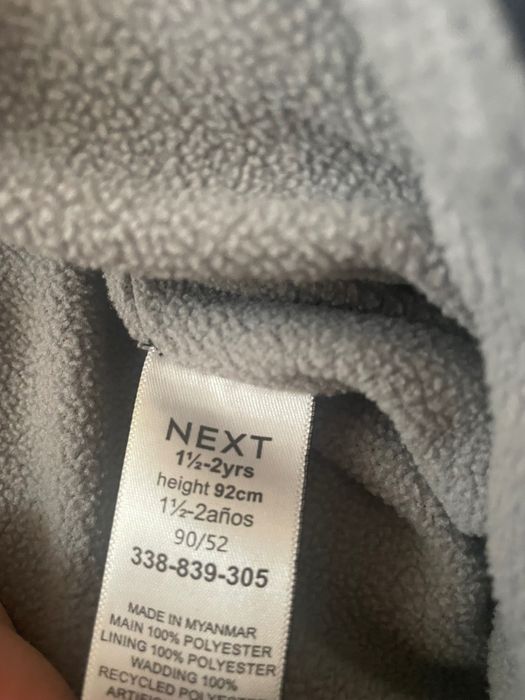 NEXT
1½-2yrs
height 92cm
1½-2años
90/52
338-839-305
MADE IN MYANMAR
MAIN 100% POLYESTER
LINING 100% POLYESTER
WADDING 100%
RECYCLED